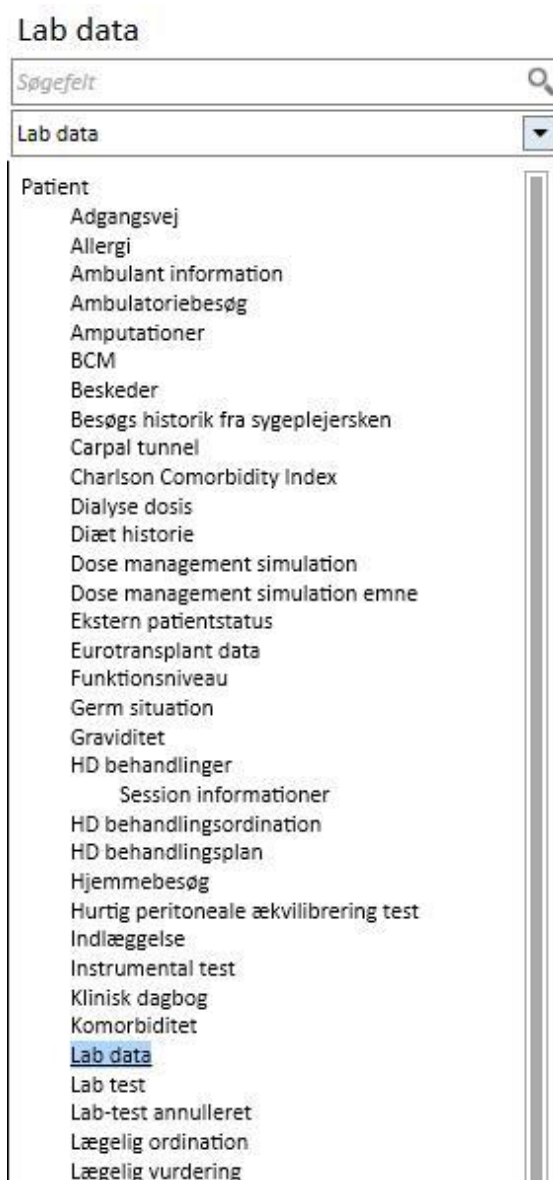 Lab data
Søgefelt
Lab data
Patient
Adgangsvej
Allergi
Ambulant information
Ambulatoriebesøg
Amputationer
BCM
Beskeder
Besøgs historik fra sygeplejersken
Carpal tunnel
Charlson Comorbidity Index
Dialyse dosis
Diæt historie
Dose management simulation
Dose management simulation emne
Ekstern patientstatus
Eurotransplant data
Funktionsniveau
Germ situation
Graviditet
HD behandlinger
Session informationer
HD behandlingsordination
HD behandlingsplan
Hjemmebesøg
Hurtig peritoneale ækvilibrering test
Indlæggelse
Instrumental test
Klinisk dagbog
Komorbiditet
Lab data
Lab test
Lab-test annulleret
Lægelig ordination
Lægelig vurdering